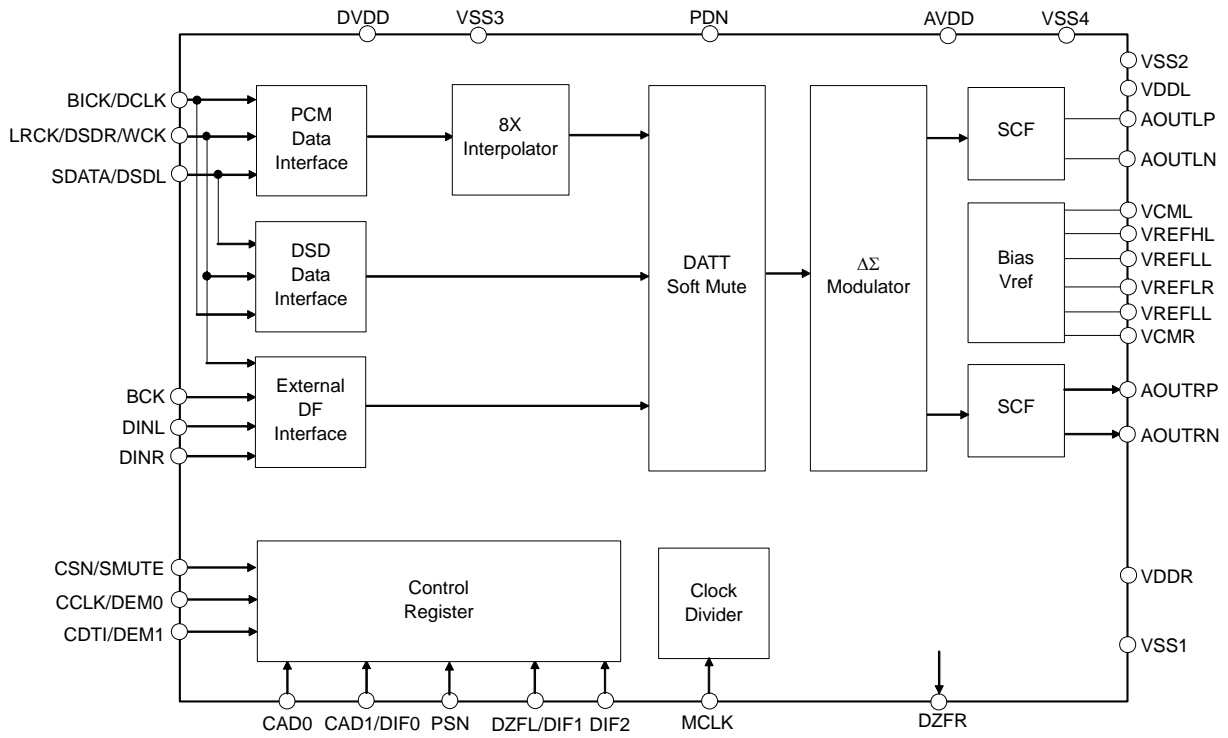 DVDD
VSS3
PDN
AVDD
VSS4
VSS2
VDDL
BICK/DCLK
LRCK/DSDR/WCK
SDATA/DSDL
PCM
Data
Interface
8X
Interpolator
SCF
AOUTLP
AOUTLN
DSD
Data
Interface
DATT
Soft Mute
ΔΣ
Modulator
Bias
Vref
VCML
VREFHL
VREFLL
VREFLR
VREFLL
VCMR
BCK
DINL
DINR
External
DF
Interface
SCF
AOUTRP
AOUTRN
CSN/SMUTE
CCLK/DEM0
CDTI/DEM1
Control
Register
Clock
Divider
VDDR
VSS1
CAD0
CAD1/DIF0
PSN
DZFL/DIF1
DIF2
MCLK
DZFR